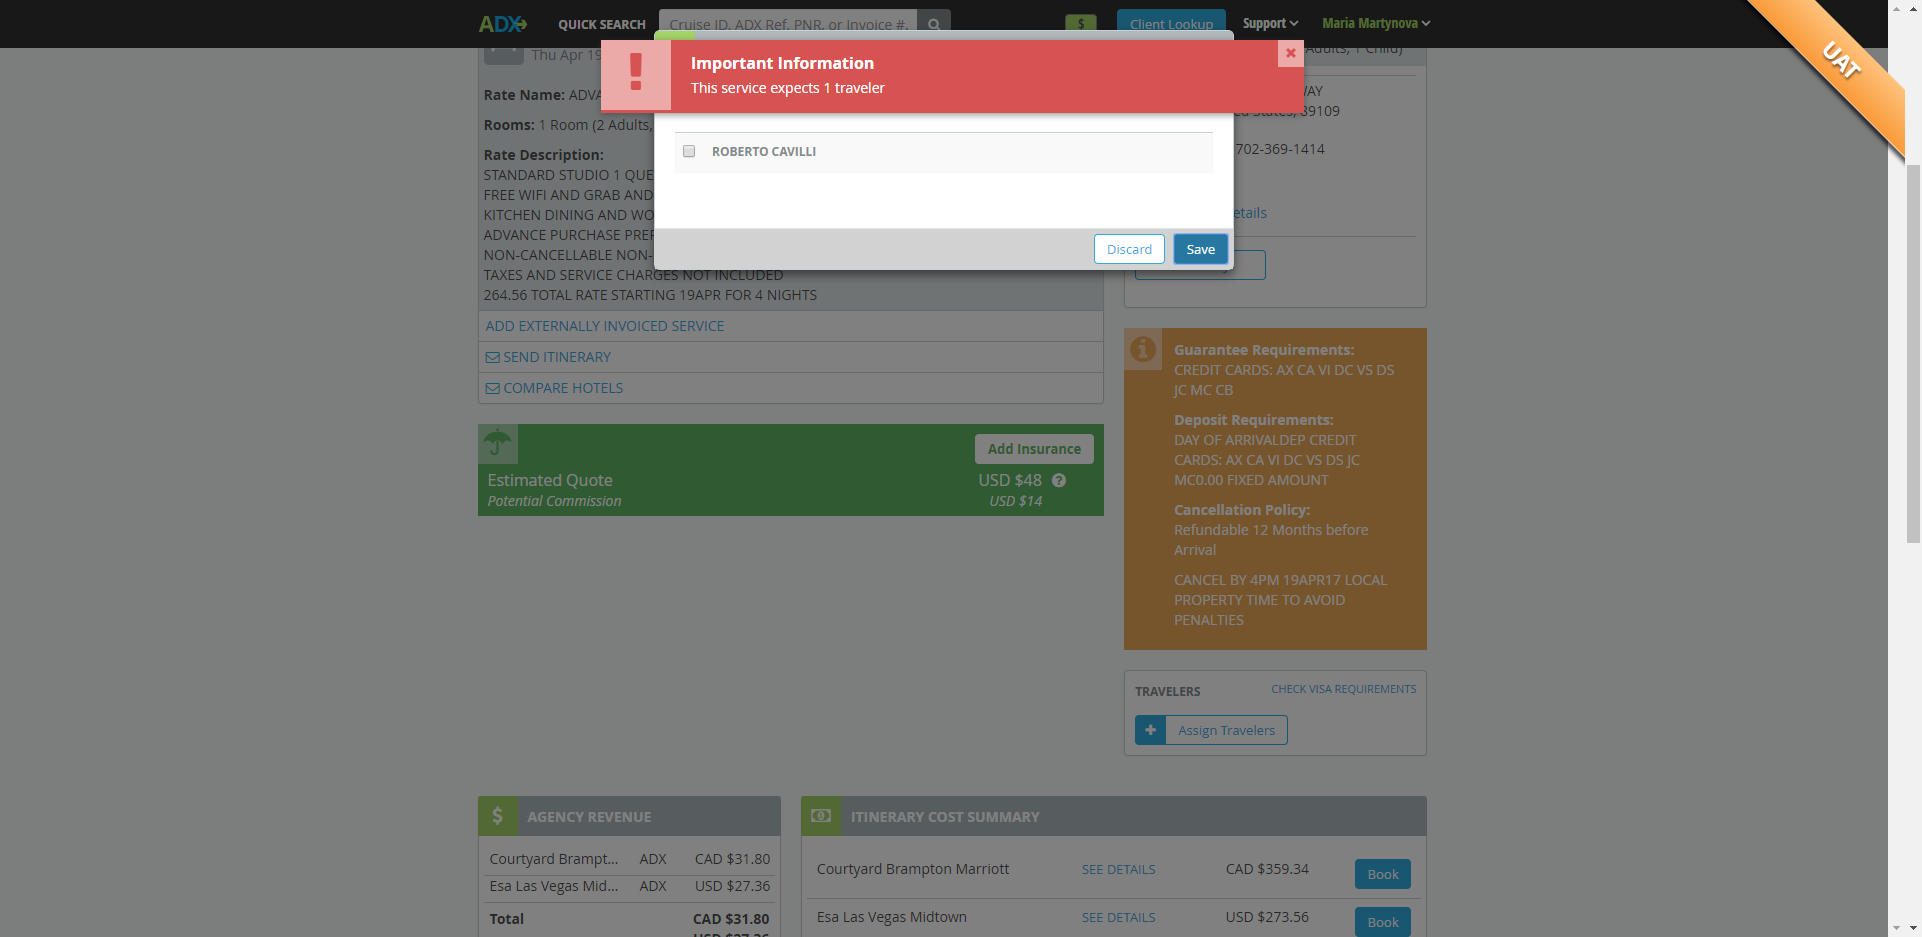 ADX
QUICK SEARCH
Cruise ID, ADX Ref, PNR, or Invoice #,
$
Client Lookup
Support
Maria Martynova
UAT
Thu Apr 19
Adults, 1 Child)
Important Information
This service expects 1 traveler
Rate Name: ADVA
Rooms: 1 Room (2 Adults,
Rate Description:
STANDARD STUDIO 1 QUE
FREE WIFI AND GRAB AND
KITCHEN DINING AND WO
ADVANCE PURCHASE PREF
NON-CANCELLABLE NON-
TAXES AND SERVICE CHARGES NOT INCLUDED
264.56 TOTAL RATE STARTING 19APR FOR 4 NIGHTS
ROBERTO CAVILLI
Discard
Save
WAY
ed States, 89109
702-369-1414
etails
ADD EXTERNALLY INVOICED SERVICE
SEND ITINERARY
COMPARE HOTELS
Add Insurance
Estimated Quote
USD $48
Potential Commission
USD $14
Guarantee Requirements:
CREDIT CARDS: AX CA VI DC VS DS
JC MC CB
Deposit Requirements:
DAY OF ARRIVALDEP CREDIT
CARDS: AX CA VI DC VS DS JC
MC0.00 FIXED AMOUNT
Cancellation Policy:
Refundable 12 Months before
Arrival
CANCEL BY 4PM 19APR17 LOCAL
PROPERTY TIME TO AVOID
PENALTIES
TRAVELERS
CHECK VISA REQUIREMENTS
Assign Travelers
$ AGENCY REVENUE
Courtyard Brampt... ADX CAD $31.80
Esa Las Vegas Mid... ADX USD $27.36
Total CAD $31.80
USD $27.36
ITINERARY COST SUMMARY
Courtyard Brampton Marriott SEE DETAILS CAD $359.34 Book
Esa Las Vegas Midtown SEE DETAILS USD $273.56 Book